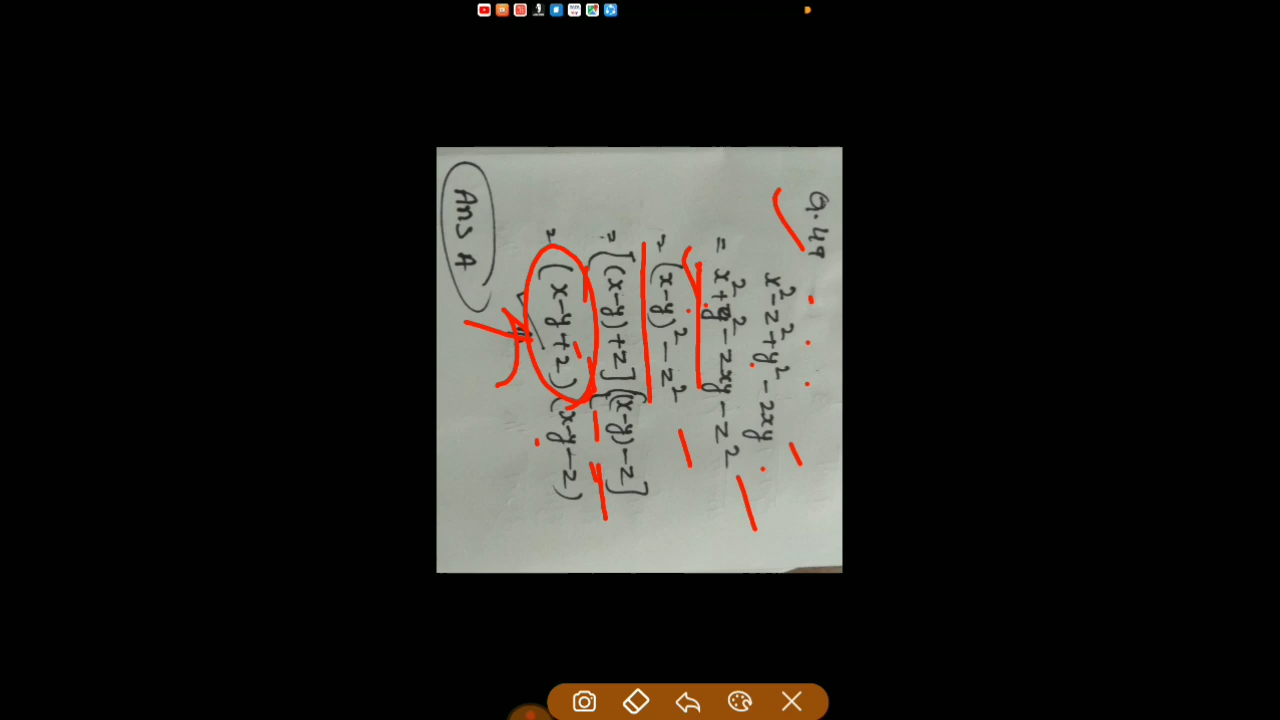 Q.49
x² - z² + y² - 2xy
= x² + y² - 2xy - z²
= (x-y)² - z²
= [(x-y)+z] [(x-y)-z]
= (x-y+z) (x-y-z)
Ans A